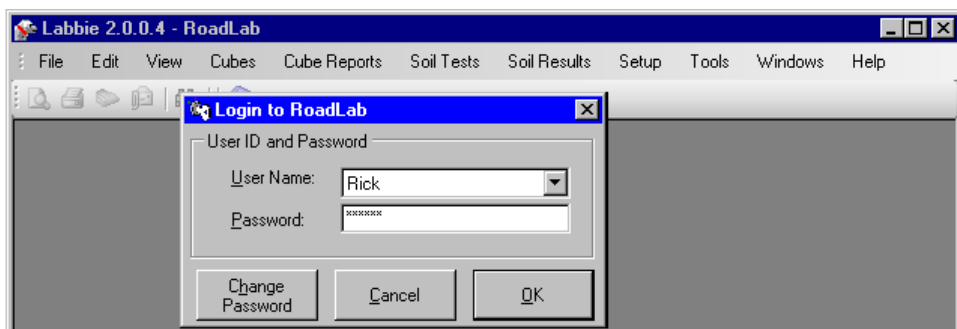 Labbie 2.0.0.4 - RoadLab
File Edit View Cubes Cube Reports Soil Tests Soil Results Setup Tools Windows Help
Login to RoadLab
User ID and Password
User Name: Rick
Password: ******
Change Password Cancel OK